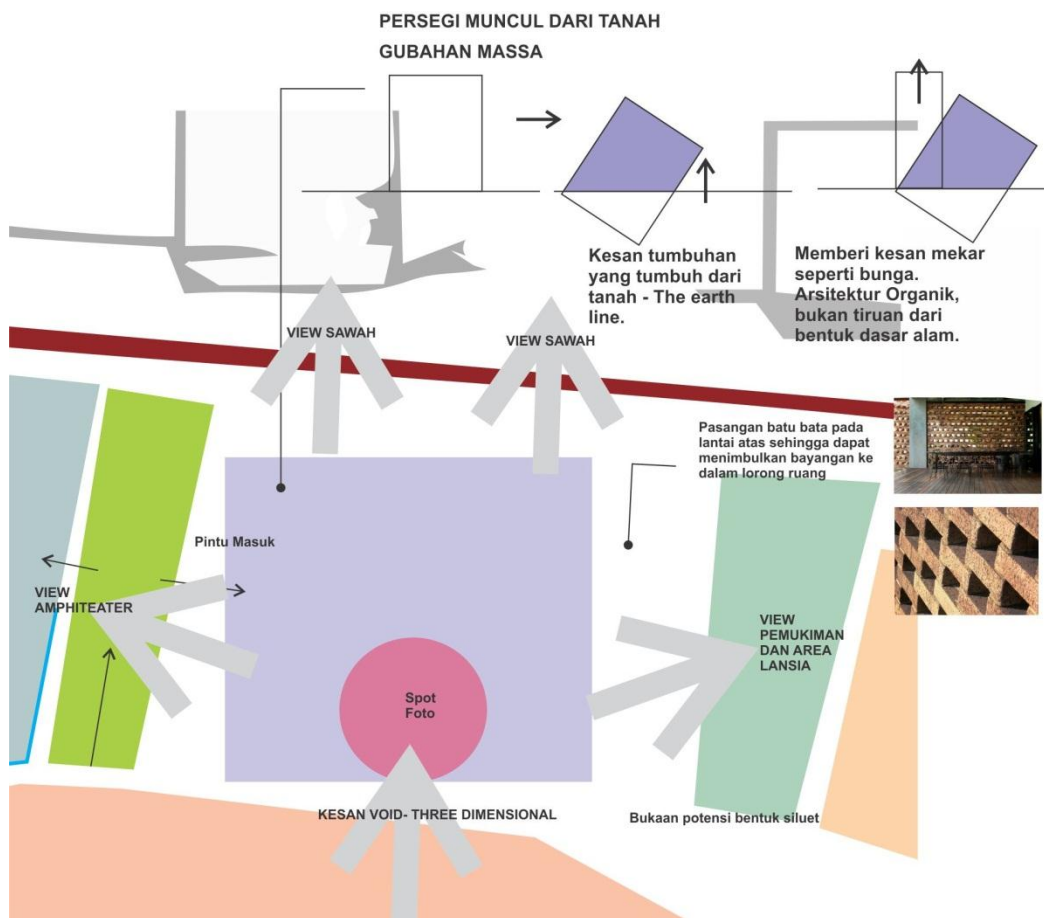 PERSEGI MUNCUL DARI TANAH
GUBAHAN MASSA
Kesan tumbuhan
yang tumbuh dari
tanah - The earth
line.
Memberi kesan mekar
seperti bunga.
Arsitektur Organik,
bukan tiruan dari
bentuk dasar alam.
VIEW SAWAH
VIEW SAWAH
Pasangan batu bata pada
lantai atas sehingga dapat
menimbulkan bayangan ke
dalam lorong ruang
Pintu Masuk
VIEW
AMPHITEATER
VIEW
PEMUKIMAN
DAN AREA
LANSIA
Spot
Foto
KESAN VOID- THREE DIMENSIONAL
Bukaan potensi bentuk siluet